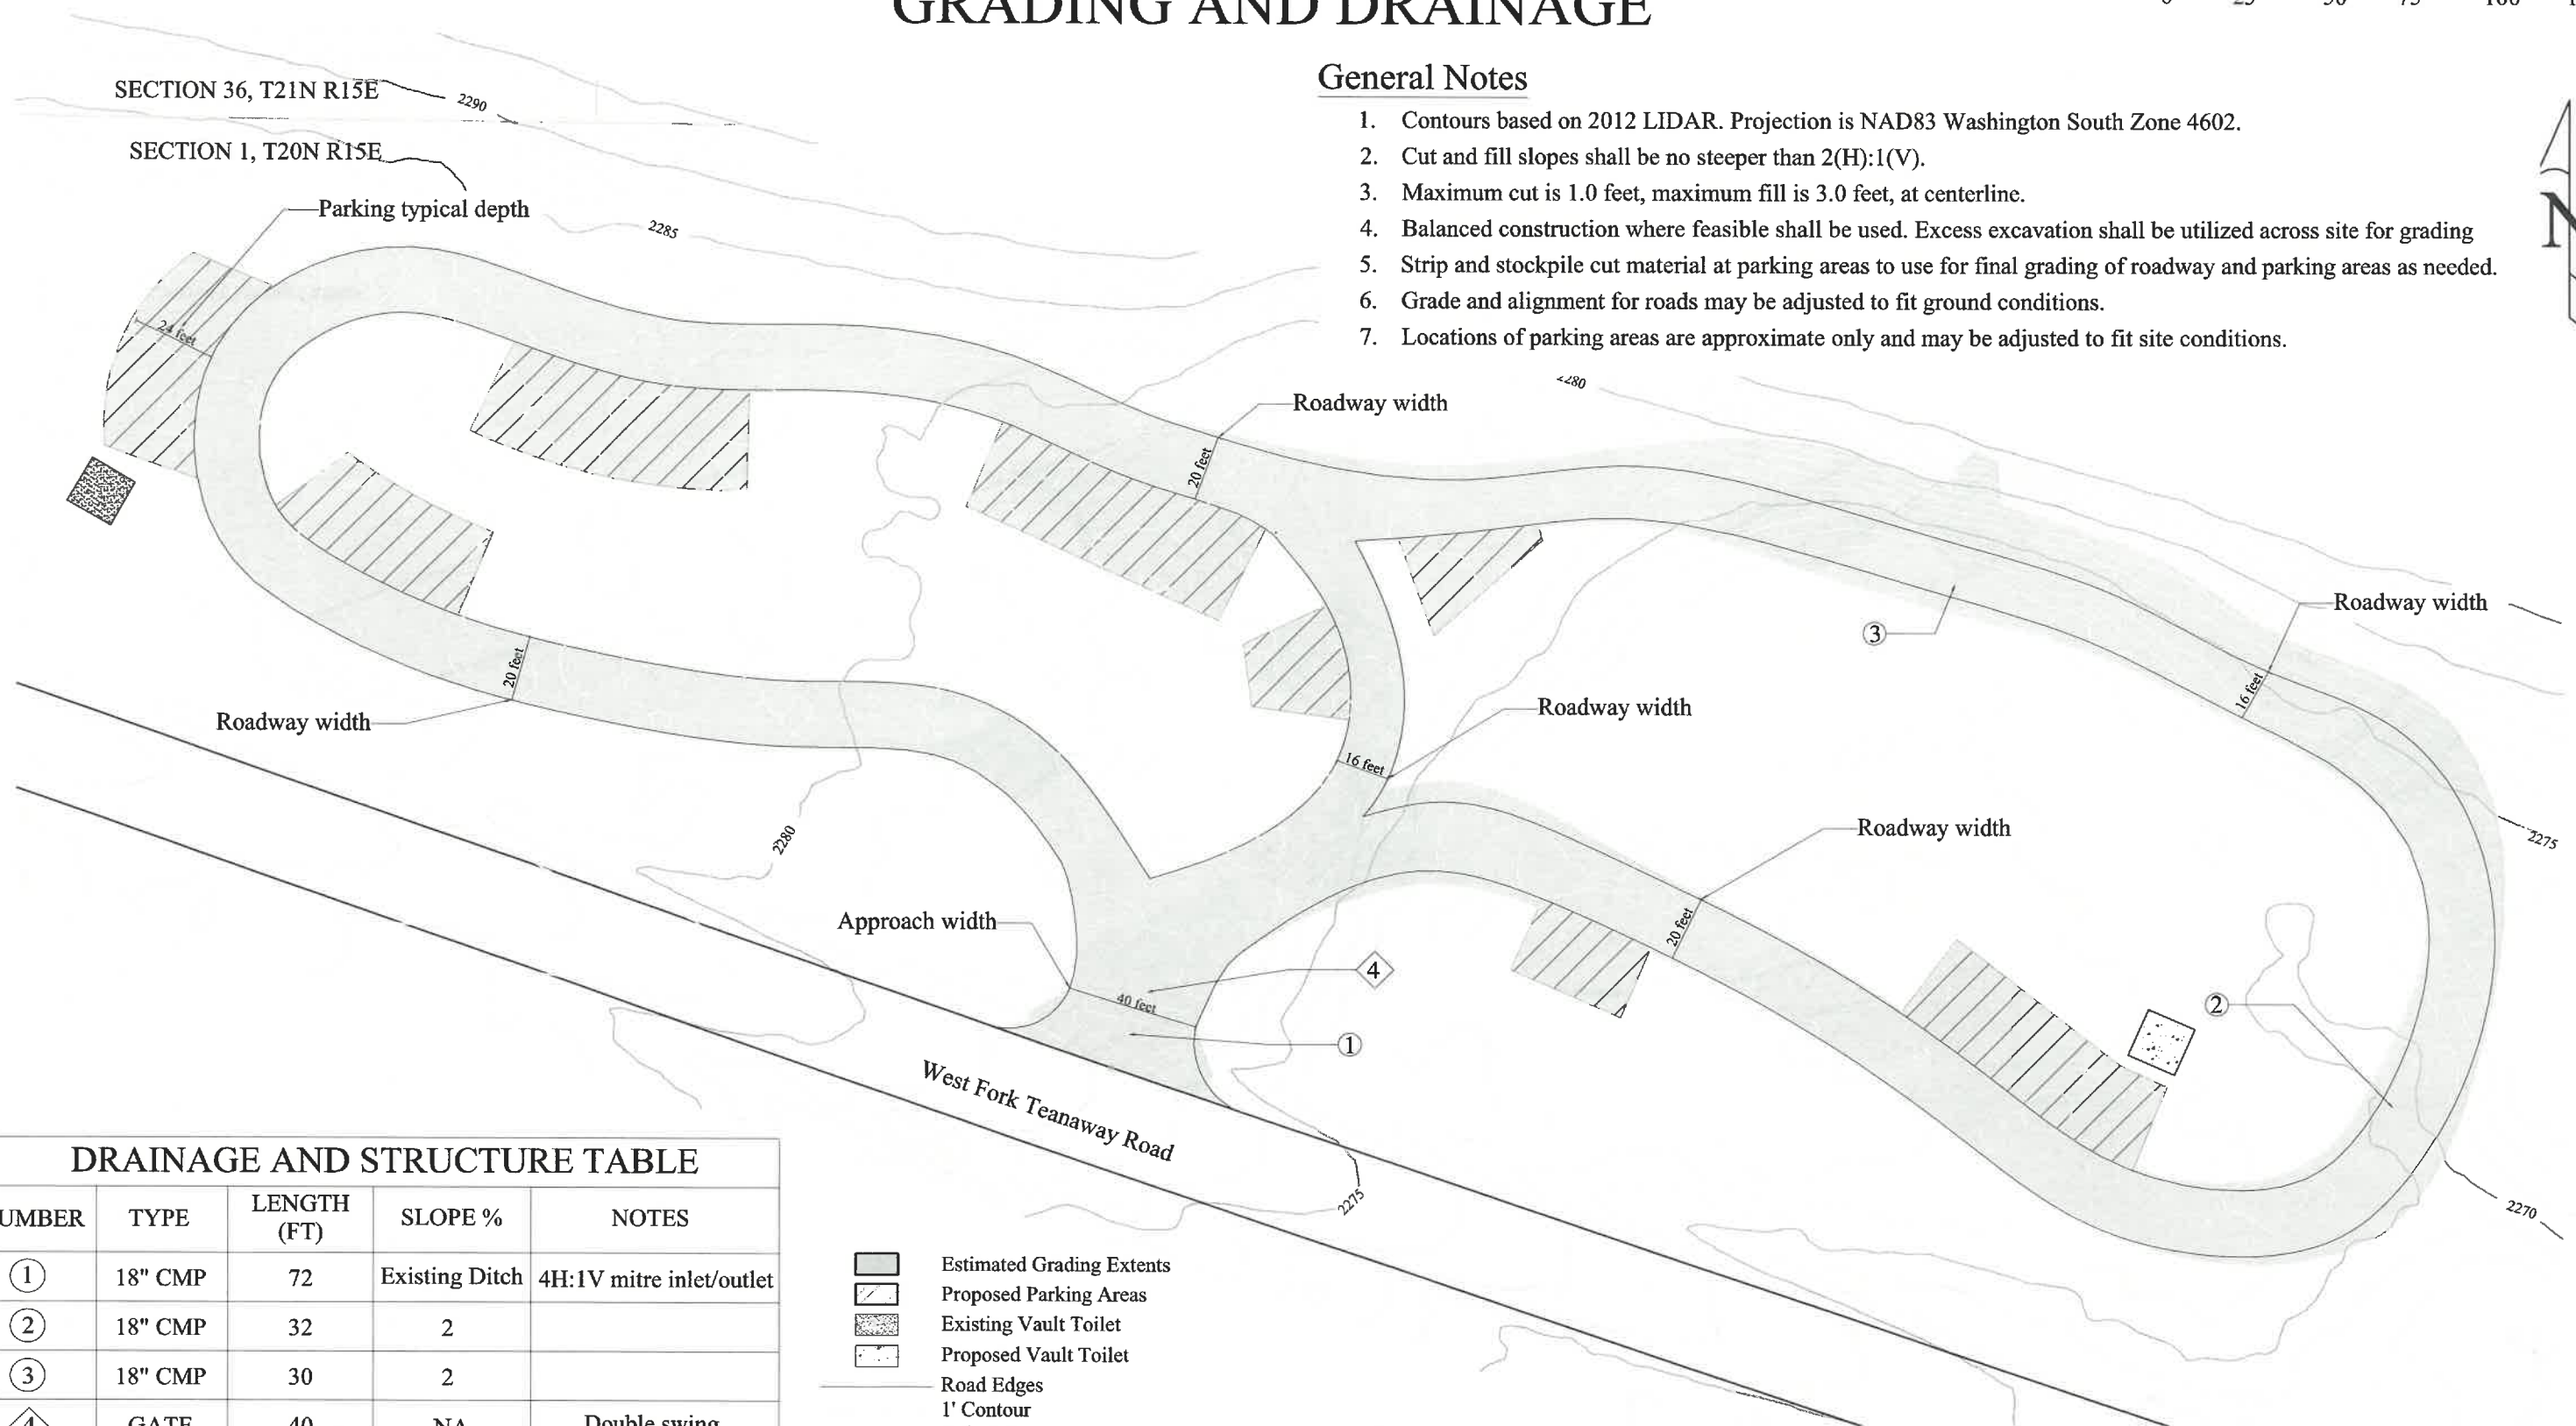 GRADING AND DRAINAGE
General Notes
1. Contours based on 2012 LIDAR. Projection is NAD83 Washington South Zone 4602.
2. Cut and fill slopes shall be no steeper than 2(H):1(V).
3. Maximum cut is 1.0 feet, maximum fill is 3.0 feet, at centerline.
4. Balanced construction where feasible shall be used. Excess excavation shall be utilized across site for grading
5. Strip and stockpile cut material at parking areas to use for final grading of roadway and parking areas as needed.
6. Grade and alignment for roads may be adjusted to fit ground conditions.
7. Locations of parking areas are approximate only and may be adjusted to fit site conditions.
N
SECTION 36, T21N R15E
2290
SECTION 1, T20N R15E
Parking typical depth
2285
24 feet
2280
Roadway width
20 feet
Roadway width
3
16 feet
20 feet
Roadway width
Roadway width
16 feet
Roadway width
2280
2275
Approach width
20 feet
4
40 feet
2
1
West Fork Teanaway Road
2275
2270
DRAINAGE AND STRUCTURE TABLE
UMBER TYPE LENGTH (FT) SLOPE % NOTES
1 18" CMP 72 Existing Ditch 4H:1V mitre inlet/outlet
2 18" CMP 32 2
3 18" CMP 30 2
4 GATE 40 NA Double swing
Estimated Grading Extents
Proposed Parking Areas
Existing Vault Toilet
Proposed Vault Toilet
Road Edges
1' Contour